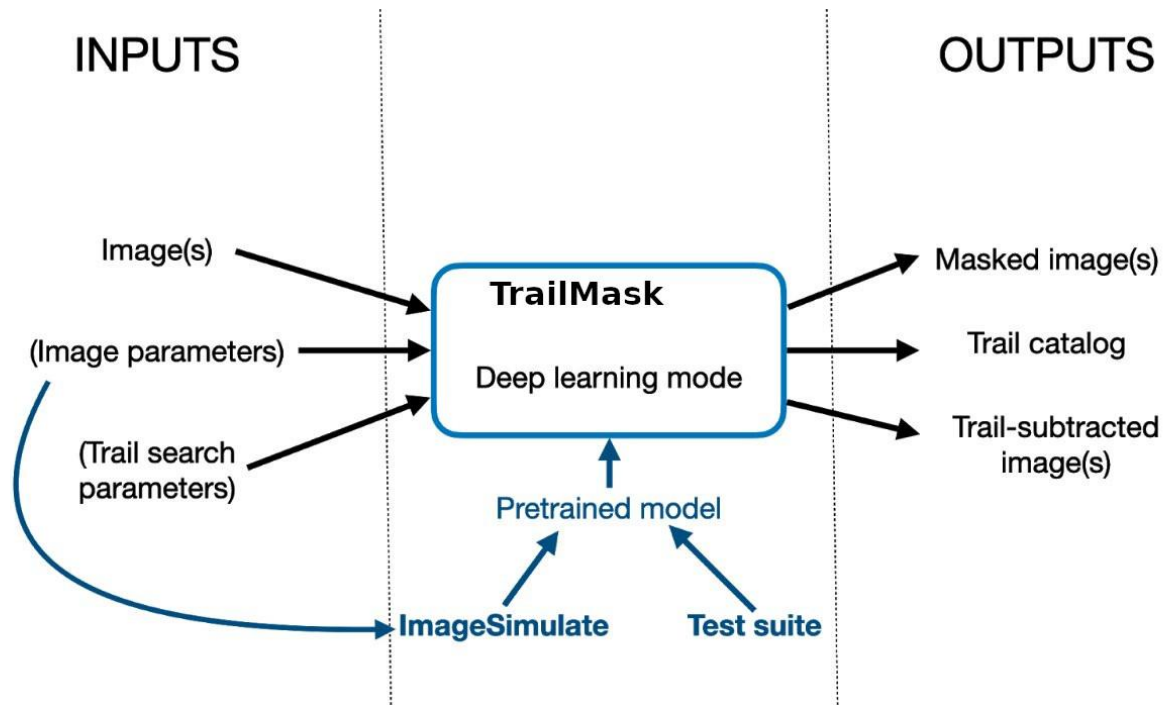 INPUTS
OUTPUTS
Image(s)
(Image parameters)
(Trail search
parameters)
TrailMask
Deep learning mode
Pretrained model
ImageSimulate
Test suite
Masked image(s)
Trail catalog
Trail-subtracted
image(s)